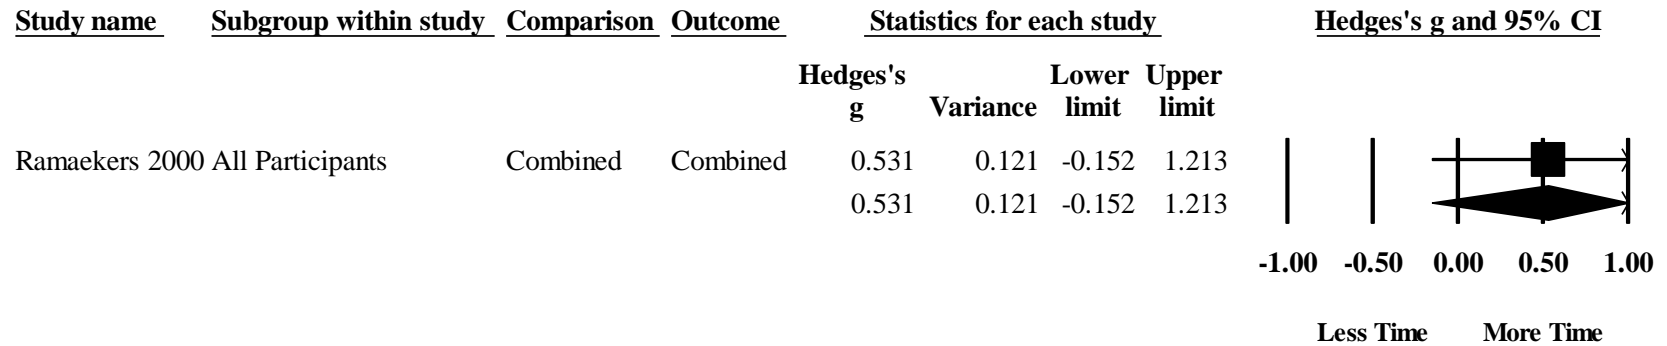 Study name Subgroup within study Comparison Outcome Statistics for each study Hedges's g and 95% CI
Hedges's Lower Upper
g Variance limit limit
Ramaekers 2000 All Participants Combined Combined 0.531 0.121 -0.152 1.213
0.531 0.121 -0.152 1.213
-1.00 -0.50 0.00 0.50 1.00
Less Time More Time